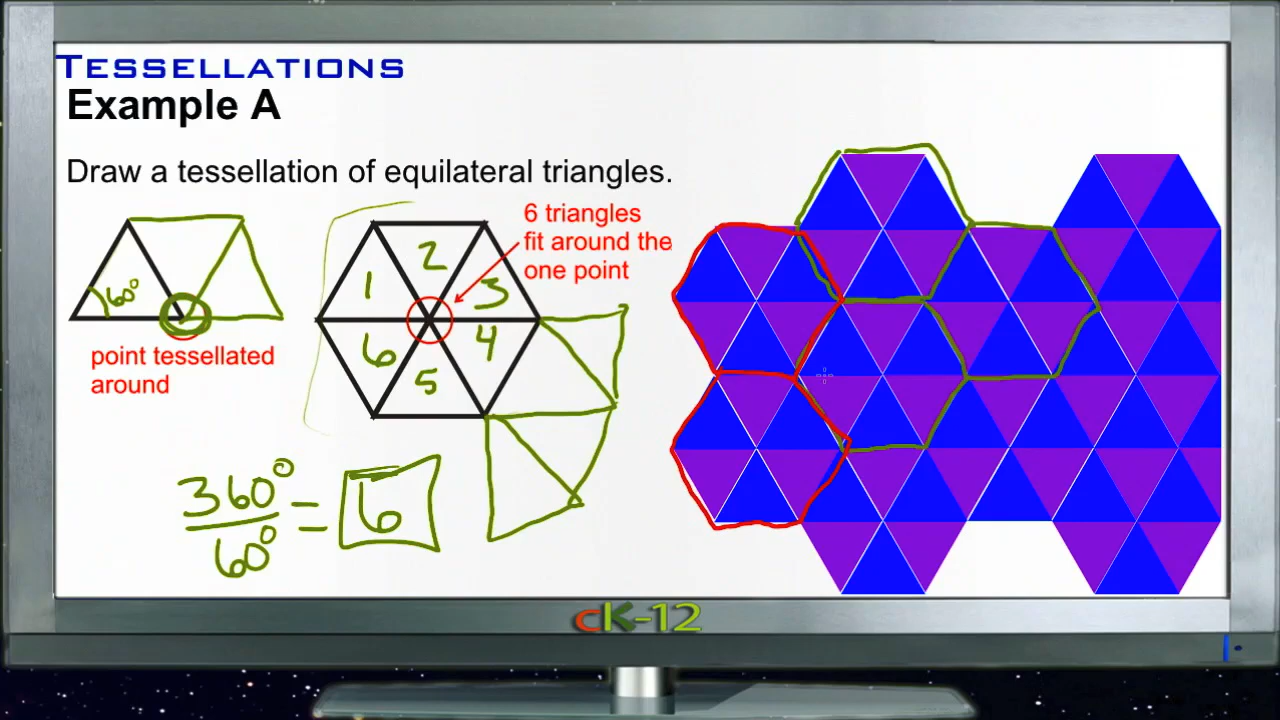 TESSELLATIONS
Example A
Draw a tessellation of equilateral triangles.
60°
point tessellated
around
1
2
3
4
5
6
6 triangles
fit around the
one point
360°
60°
= 6
cK-12